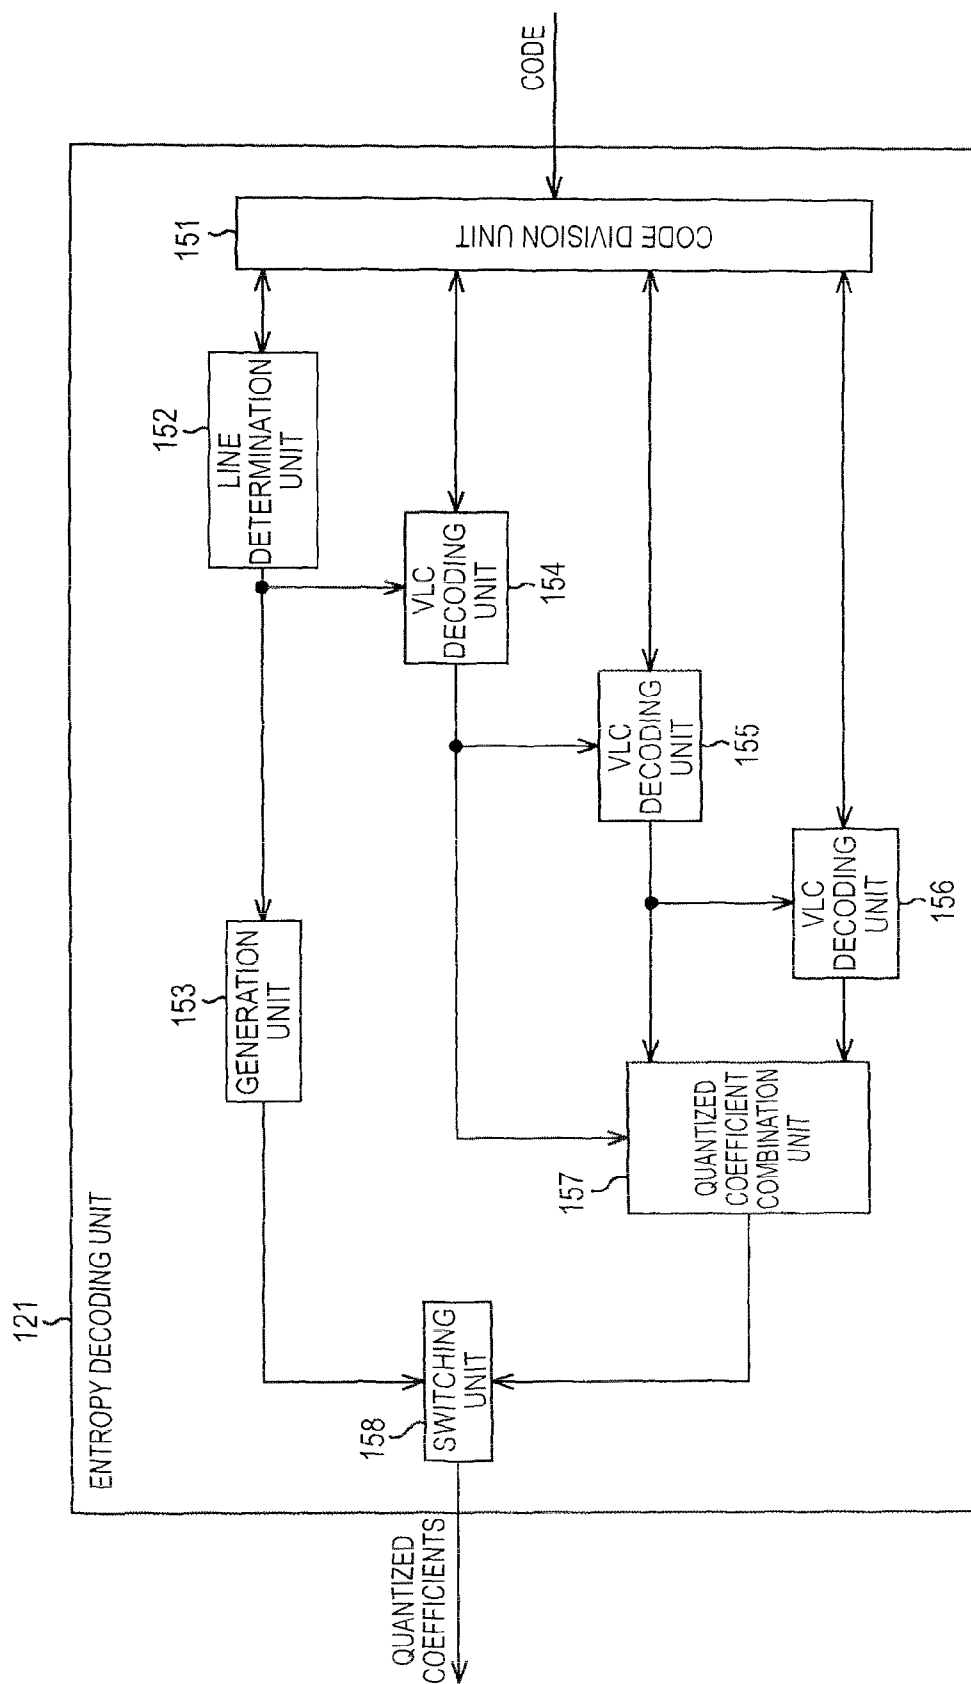 121
ENTROPY DECODING UNIT
CODE
151
CODE DIVISION UNIT
152
LINE
DETERMINATION
UNIT
153
GENERATION
UNIT
VLC
DECODING
UNIT
154
VLC
DECODING
UNIT
155
VLC
DECODING
UNIT
156
157
QUANTIZED
COEFFICIENT
COMBINATION
UNIT
158
SWITCHING
UNIT
QUANTIZED
COEFFICIENTS